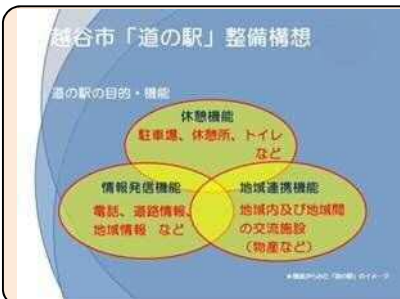 越谷市「道の駅」整備構想
道の駅の目的・機能
休憩機能
駐車場、休憩所、トイレ
など
情報発信機能
電話、道路情報、
地域情報 など
地域連携機能
地域内及び地域間
の交流施設
(物産など)